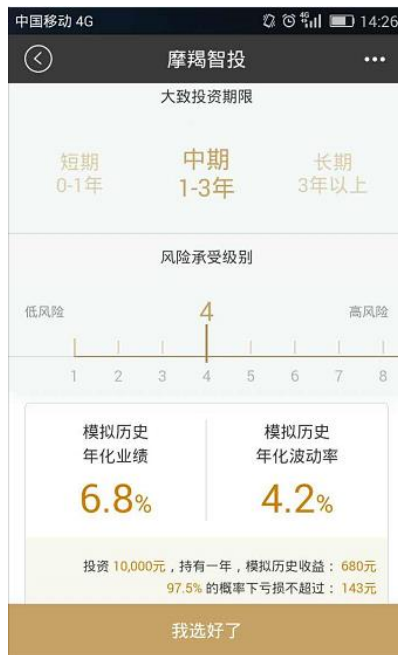 中国移动 4G 4G 14:26
摩羯智投
大致投资期限
短期 中期 长期
0-1年 1-3年 3年以上
风险承受级别
低风险 4 高风险
1 2 3 4 5 6 7 8
模拟历史 模拟历史
年化业绩 年化波动率
6.8% 4.2%
投资 10,000元，持有一年，模拟历史收益： 680元
97.5% 的概率下亏损不超过： 143元
我选好了